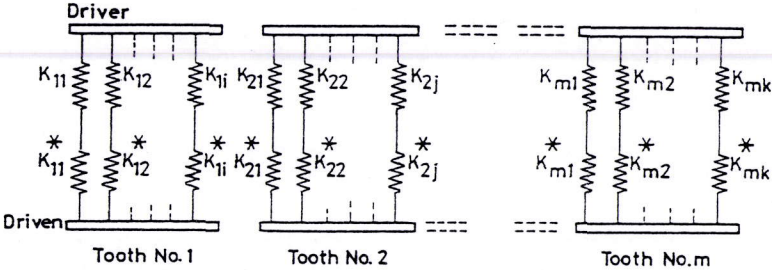 Driver
K11 K12 K1i K21 K22 K2j Km1 Km2 Kmk
* * * * * * * * *
K11 K12 K1i K21 K22 K2j Km1 Km2 Kmk
Driven
Tooth No. 1 Tooth No. 2 Tooth No. m